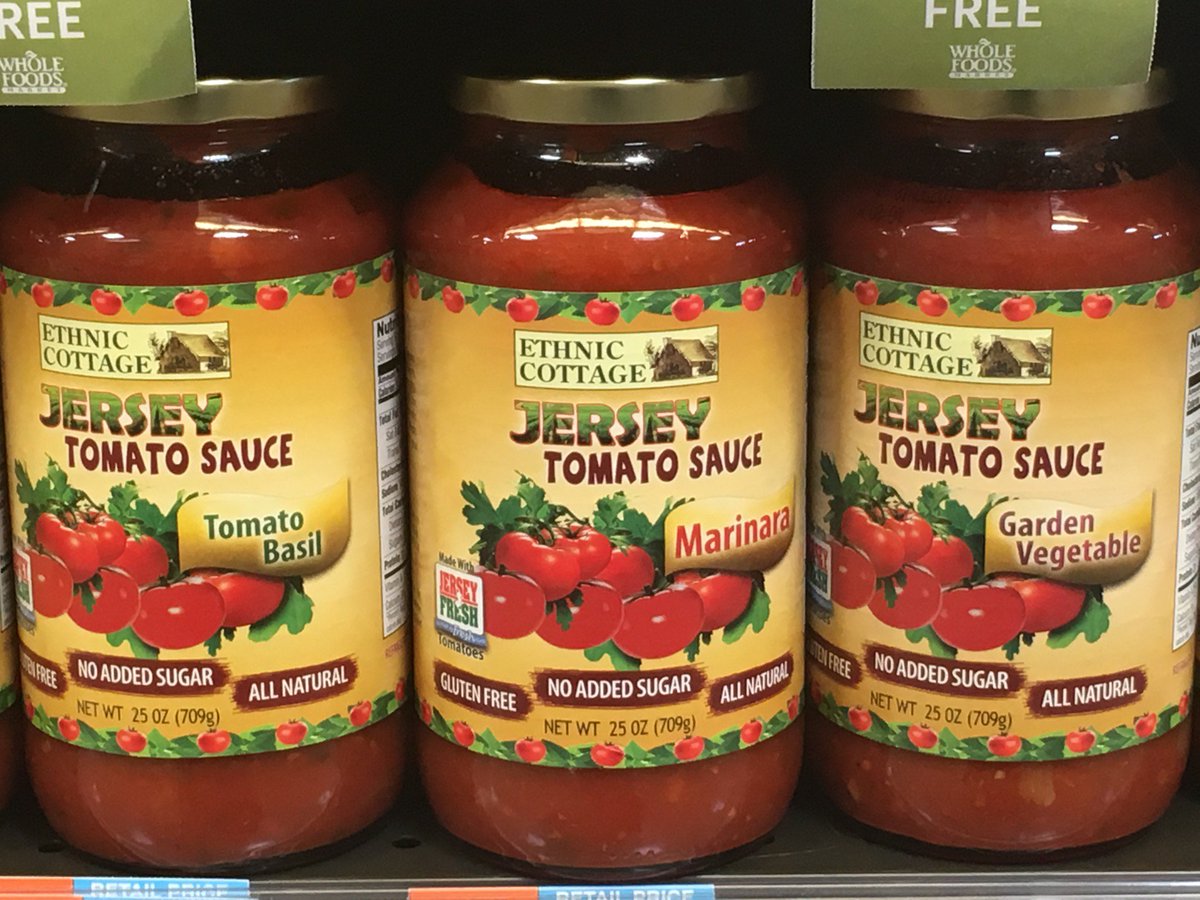 REE
WHOLE
FOODS
MARKET
FREE
WHOLE
FOODS
MARKET
ETHNIC
COTTAGE
JERSEY
TOMATO SAUCE
Tomato
Basil
NO ADDED SUGAR
ALL NATURAL
NET WT 25 OZ (709g)
ETHNIC
COTTAGE
JERSEY
TOMATO SAUCE
Marinara
Made With
JERSEY
FRESH
Tomatoes
GLUTEN FREE
NO ADDED SUGAR
ALL NATURAL
NET WT 25 OZ (709g)
ETHNIC
COTTAGE
JERSEY
TOMATO SAUCE
Garden
Vegetable
FREE
NO ADDED SUGAR
ALL NATURAL
NET WT 25 OZ (709g)
RETAIL PRICE
RETAIL PRICE